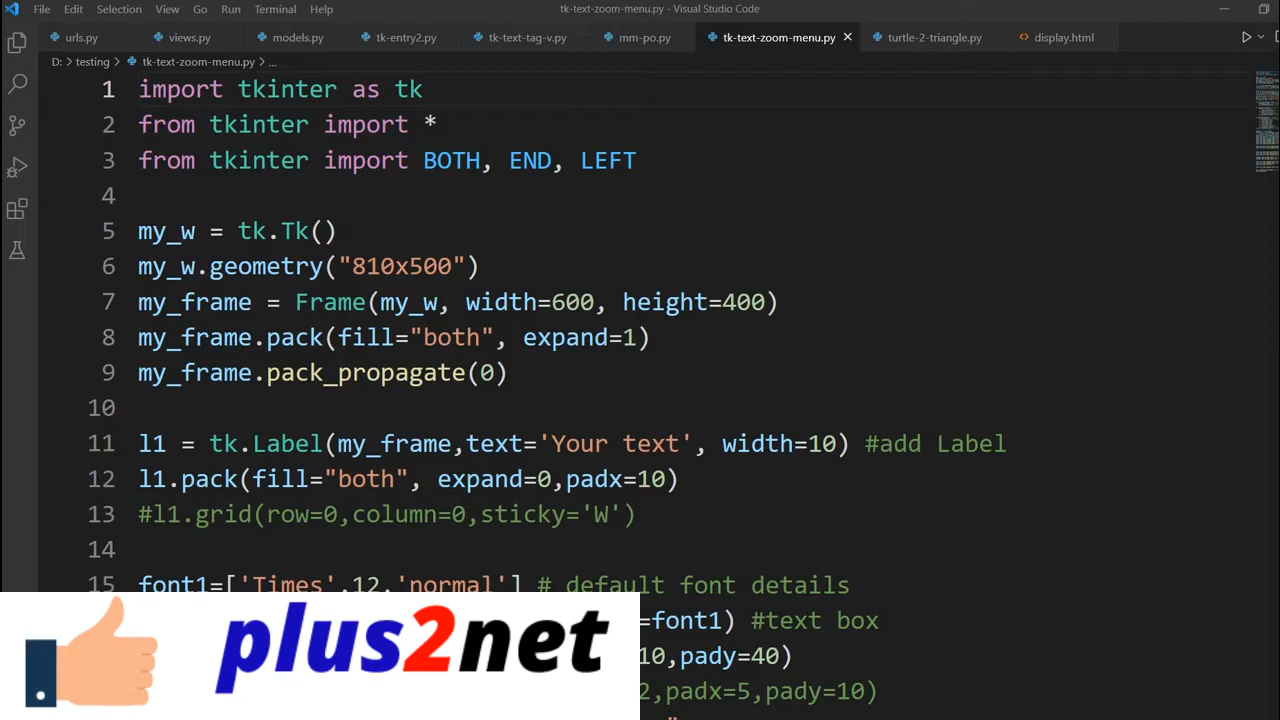 File Edit Selection View Go Run Terminal Help tk-text-zoom-menu.py - Visual Studio Code
urls.py views.py models.py tk-entry2.py tk-text-tag-v.py mm-po.py tk-text-zoom-menu.py turtle-2-triangle.py display.html
D: > testing > tk-text-zoom-menu.py > ...
1 import tkinter as tk
2 from tkinter import *
3 from tkinter import BOTH, END, LEFT
4
5 my_w = tk.Tk()
6 my_w.geometry("810x500")
7 my_frame = Frame(my_w, width=600, height=400)
8 my_frame.pack(fill="both", expand=1)
9 my_frame.pack_propagate(0)
10
11 l1 = tk.Label(my_frame,text='Your text', width=10) #add Label
12 l1.pack(fill="both", expand=0,padx=10)
13 #l1.grid(row=0,column=0,sticky='W')
14
15 font1=['Times',12,'normal'] # default font details
=font1) #text box
10,pady=40)
2,padx=5,pady=10)
plus2net